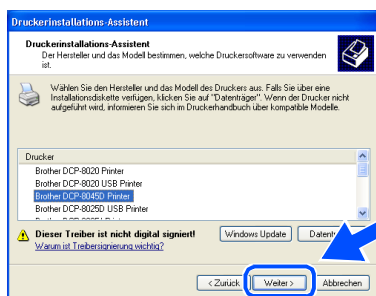 Druckerinstallations-Assistent
Druckerinstallations-Assistent
Der Hersteller und das Modell bestimmen, welche Druckersoftware zu verwenden
ist.
Wählen Sie den Hersteller und das Modell des Druckers aus. Falls Sie über eine
Installationsdiskette verfügen, klicken Sie auf "Datenträger". Wenn der Drucker nicht
aufgeführt wird, informieren Sie sich im Druckerhandbuch über kompatible Modelle.
Drucker
Brother DCP-8020 Printer
Brother DCP-8020 USB Printer
Brother DCP-8045D Printer
Brother DCP-8025D USB Printer
Dieser Treiber ist nicht digital signiert!
Windows Update
Warum ist Treibersignierung wichtig?
< Zurück
Weiter >
Abbrechen